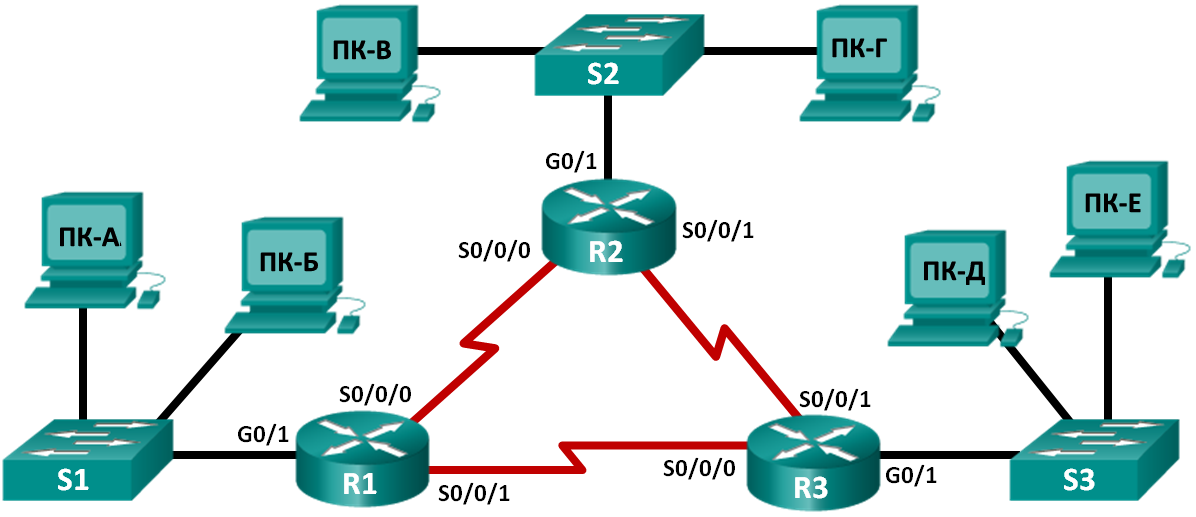 ПК-В
S2
ПК-Г
G0/1
R2
S0/0/0
S0/0/1
ПК-А
ПК-Б
ПК-Е
ПК-Д
S0/0/0
S0/0/1
G0/1
S1
R1
S0/0/1
S0/0/0
R3
G0/1
S3